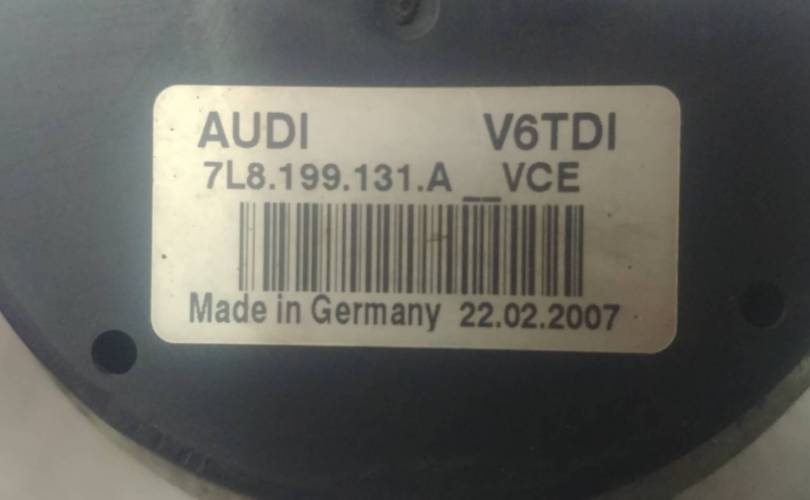 AUDI V6TDI
7L8.199.131.A __VCE
Made in Germany 22.02.2007